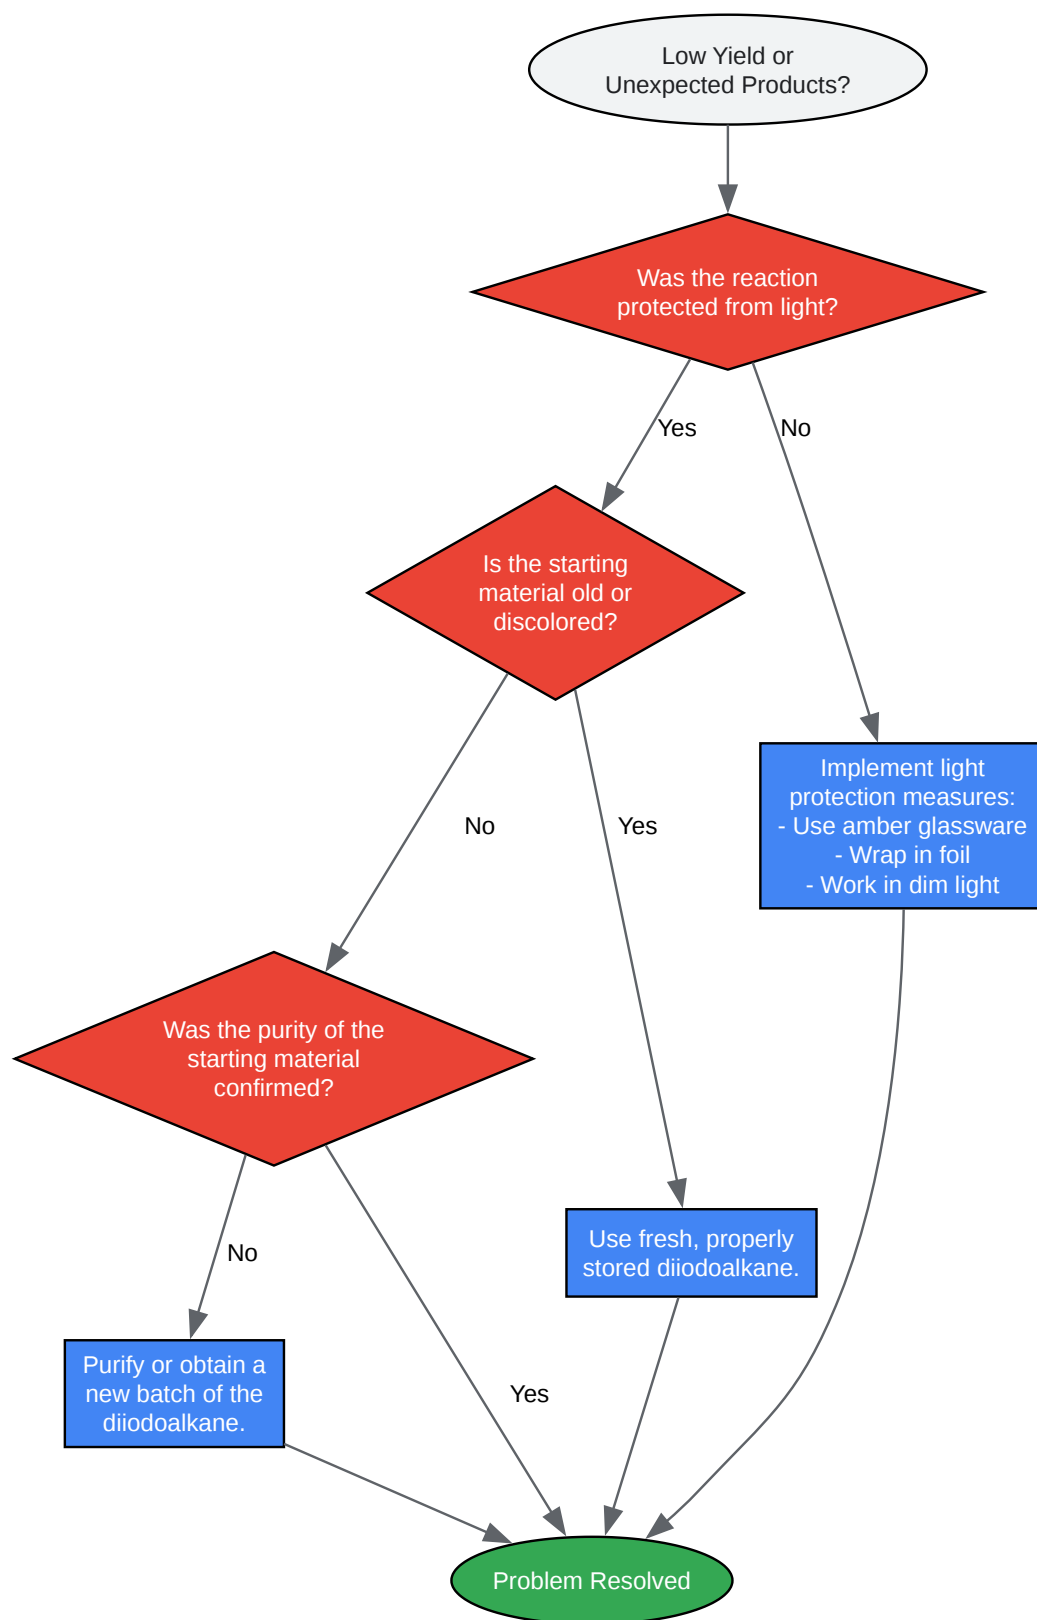 Low Yield or
Unexpected Products?
Was the reaction
protected from light?
Yes
No
Is the starting
material old or
discolored?
Implement light
protection measures:
- Use amber glassware
- Wrap in foil
- Work in dim light
No
Yes
Was the purity of the
starting material
confirmed?
Use fresh, properly
stored diiodoalkane.
No
Purify or obtain a
new batch of the
diiodoalkane.
Yes
Problem Resolved